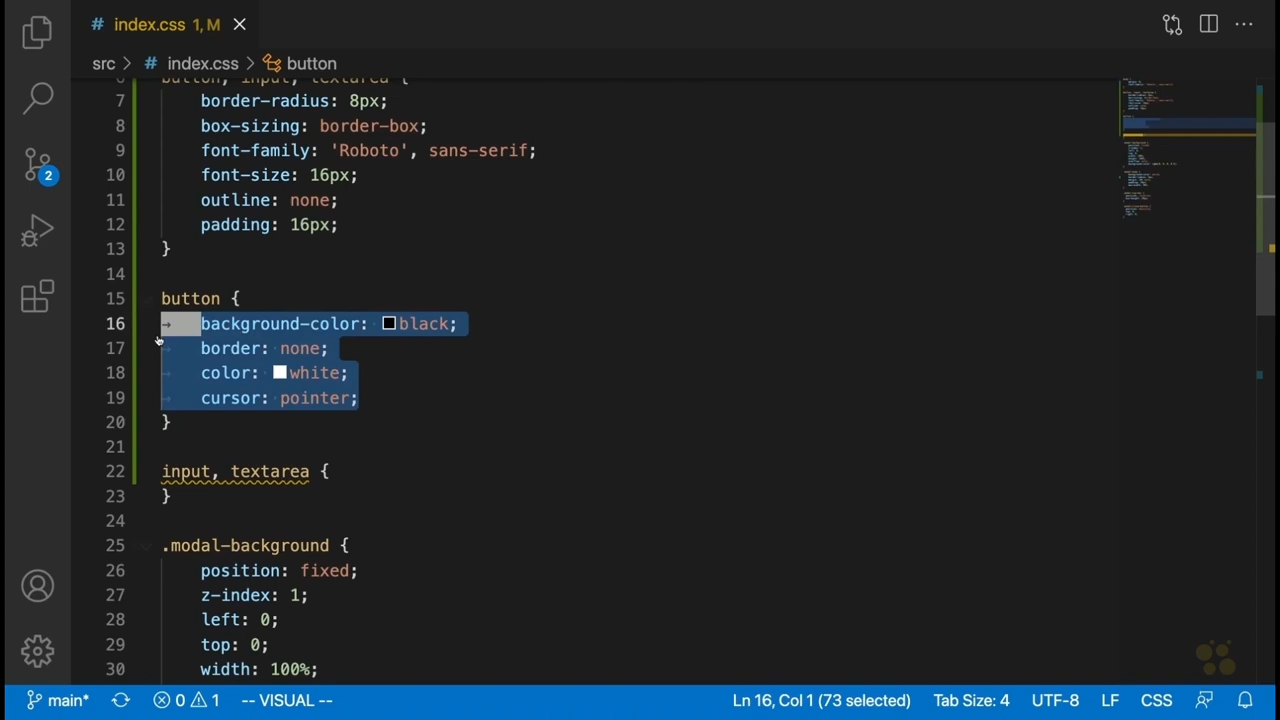 index.css 1, M
src > index.css > button
2
6 button, input, textarea {
7 border-radius: 8px;
8 box-sizing: border-box;
9 font-family: 'Roboto', sans-serif;
10 font-size: 16px;
11 outline: none;
12 padding: 16px;
13 }
14
15 button {
16 background-color: black;
17 border: none;
18 color: white;
19 cursor: pointer;
20 }
21
22 input, textarea {
23 }
24
25 .modal-background {
26 position: fixed;
27 z-index: 1;
28 left: 0;
29 top: 0;
30 width: 100%;
main* 0 1 -- VISUAL -- Ln 16, Col 1 (73 selected) Tab Size: 4 UTF-8 LF CSS